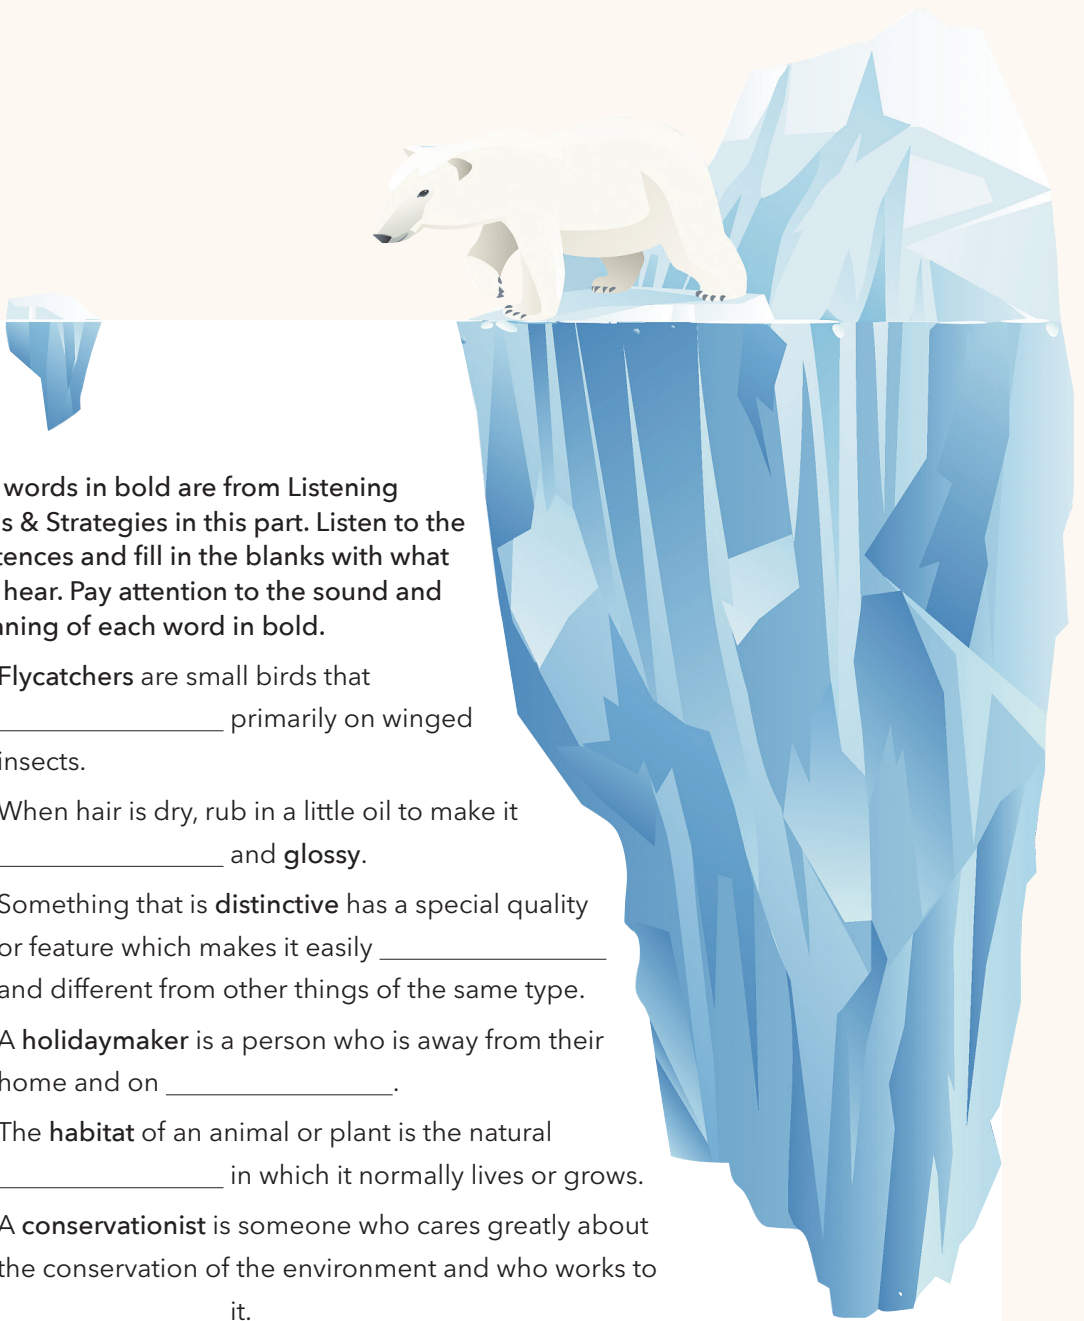 words in bold are from Listening
s & Strategies in this part. Listen to the
tences and fill in the blanks with what
hear. Pay attention to the sound and
aning of each word in bold.
Flycatchers are small birds that
____________________ primarily on winged
insects.
When hair is dry, rub in a little oil to make it
____________________ and glossy.
Something that is distinctive has a special quality
or feature which makes it easily ____________________
and different from other things of the same type.
A holidaymaker is a person who is away from their
home and on ____________________.
The habitat of an animal or plant is the natural
____________________ in which it normally lives or grows.
A conservationist is someone who cares greatly about
the conservation of the environment and who works to
it.